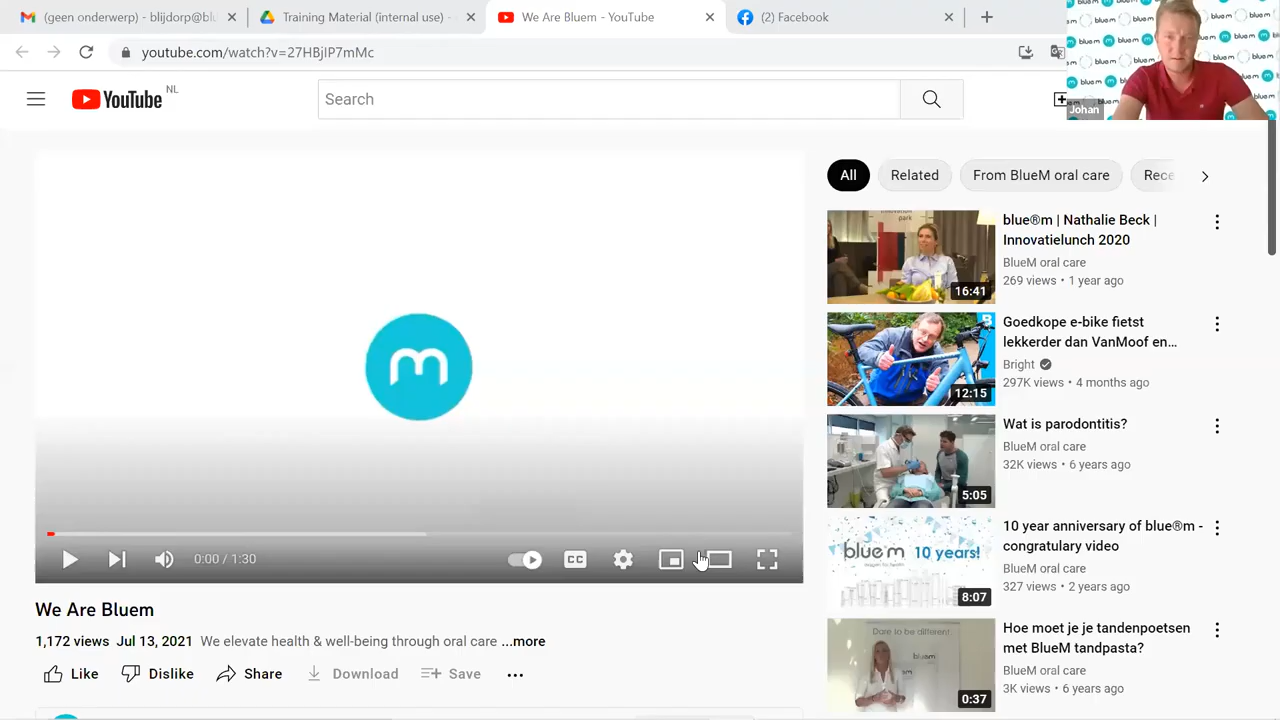 (geen onderwerp) - blijdorp@bl
Training Material (internal use) -
We Are Bluem - YouTube
(2) Facebook
youtube.com/watch?v=27HBjIP7mMc
YouTube
NL
Search
Johan
All
Related
From BlueM oral care
Rece
blue®m | Nathalie Beck |
Innovatielunch 2020
BlueM oral care
269 views • 1 year ago
16:41
Goedkope e-bike fietst
lekkerder dan VanMoof en…
Bright
297K views • 4 months ago
12:15
Wat is parodontitis?
BlueM oral care
32K views • 6 years ago
5:05
10 year anniversary of blue®m -
congratulary video
BlueM oral care
327 views • 2 years ago
blue®m 10 years!
8:07
Hoe moet je je tandenpoetsen
met BlueM tandpasta?
BlueM oral care
3K views • 6 years ago
Dare to be different
bluem
0:37
m
0:00 / 1:30
CC
We Are Bluem
1,172 views Jul 13, 2021 We create health & well-being through oral care ...more
Like
Dislike
Share
Download
Save